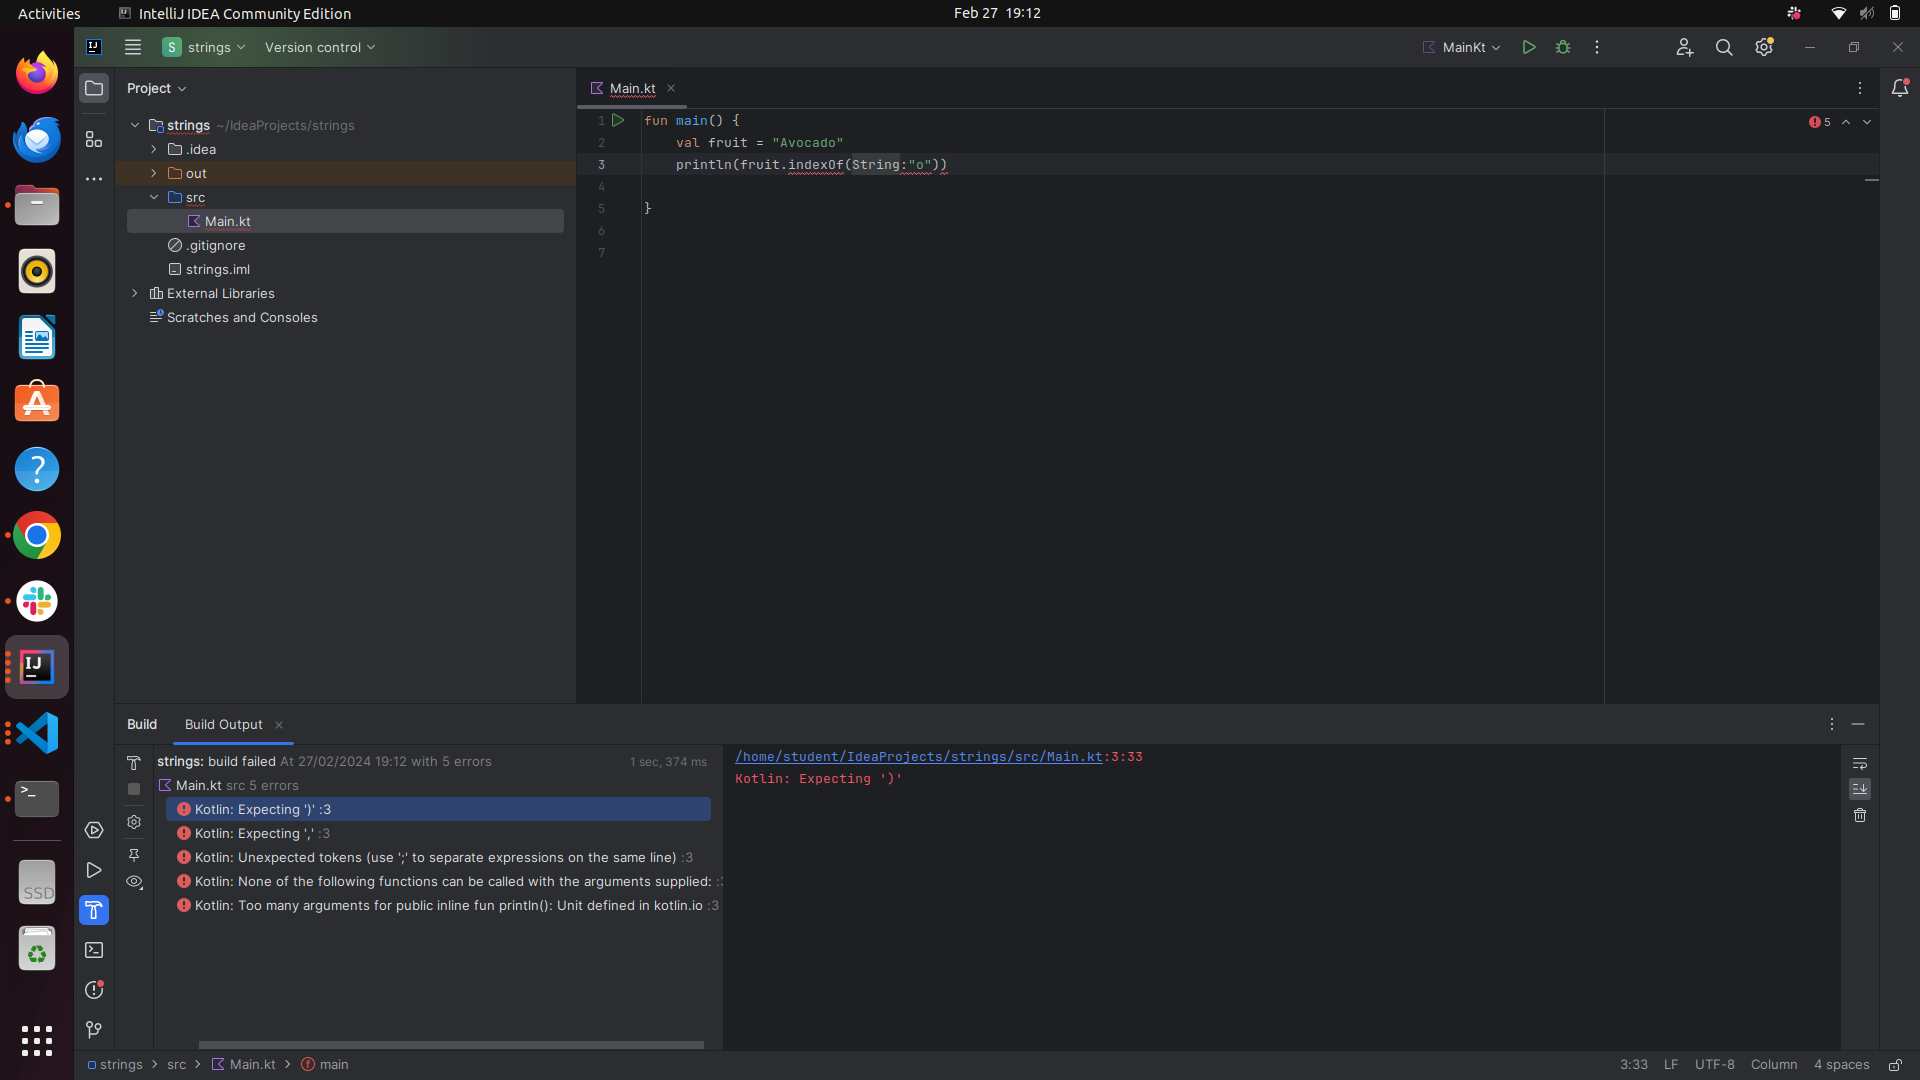 Activities
IntelliJ IDEA Community Edition
Feb 27 19:12
IJ
S strings
Version control
MainKt
Project
strings ~/IdeaProjects/strings
.idea
out
src
Main.kt
.gitignore
strings.iml
External Libraries
Scratches and Consoles
Main.kt
1 fun main() {
2 val fruit = "Avocado"
3 println(fruit.indexOf(String:"o"))
4
5 }
6
7
5
Build
Build Output
strings: build failed At 27/02/2024 19:12 with 5 errors 1 sec, 374 ms
Main.kt src 5 errors
Kotlin: Expecting ')' :3
Kotlin: Expecting ',' :3
Kotlin: Unexpected tokens (use ';' to separate expressions on the same line) :3
Kotlin: None of the following functions can be called with the arguments supplied: :3
Kotlin: Too many arguments for public inline fun println(): Unit defined in kotlin.io :3
/home/student/IdeaProjects/strings/src/Main.kt:3:33
Kotlin: Expecting ')'
IJ
SSD
strings > src > Main.kt > main
3:33 LF UTF-8 Column 4 spaces